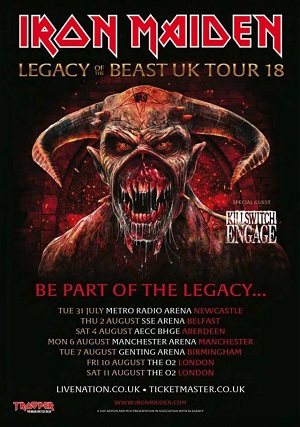 IRON MAIDEN
LEGACY OF THE BEAST UK TOUR 18
SPECIAL GUEST
KILLSWITCH
ENGAGE
BE PART OF THE LEGACY...
TUE 31 JULY METRO RADIO ARENA NEWCASTLE
THU 2 AUGUST SSE ARENA BELFAST
SAT 4 AUGUST AECC BHGE ABERDEEN
MON 6 AUGUST MANCHESTER ARENA MANCHESTER
TUE 7 AUGUST GENTING ARENA BIRMINGHAM
FRI 10 AUGUST THE O2 LONDON
SAT 11 AUGUST THE O2 LONDON
LIVENATION.CO.UK • TICKETMASTER.CO.UK
TROOPER
WWW.IRONMAIDEN.COM